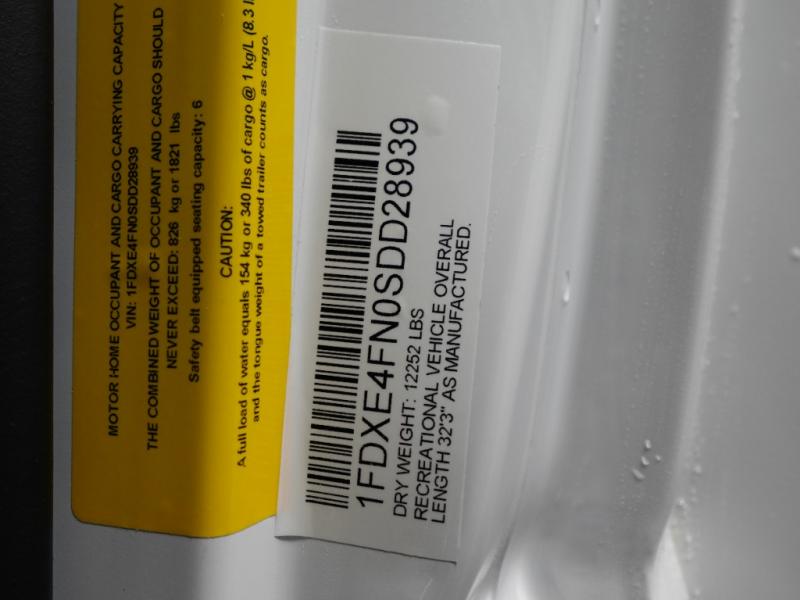 MOTOR HOME OCCUPANT AND CARGO CARRYING CAPACITY
VIN: 1FDXE4FN0SDD28939
THE COMBINED WEIGHT OF OCCUPANT AND CARGO SHOULD
NEVER EXCEED: 826 kg or 1821 lbs
Safety belt equipped seating capacity: 6
CAUTION:
A full load of water equals 154 kg or 340 lbs of cargo @ 1 kg/L (8.3
and the tongue weight of a towed trailer counts as cargo.
1FDXE4FN0SDD28939
DRY WEIGHT: 12252 LBS
RECREATIONAL VEHICLE OVERALL
LENGTH 32'3" AS MANUFACTURED.